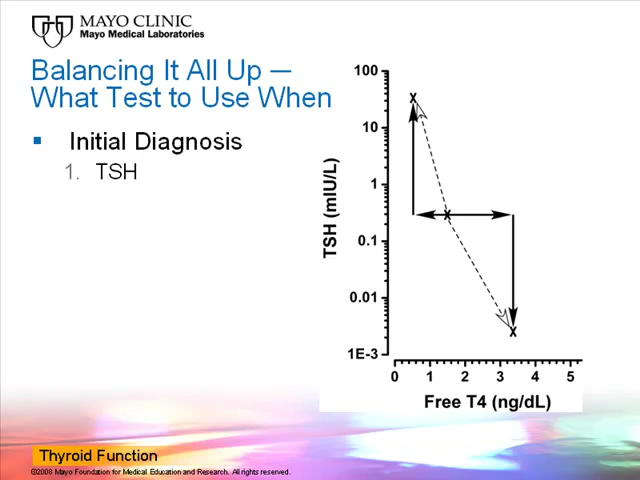 MAYO CLINIC
Mayo Medical Laboratories
Balancing It All Up —
What Test to Use When
Initial Diagnosis
1. TSH
100
10
1
0.1
0.01
1E-3
TSH (mIU/L)
0 1 2 3 4 5
Free T4 (ng/dL)
x
x
x
Thyroid Function
©2008 Mayo Foundation for Medical Education and Research. All rights reserved.